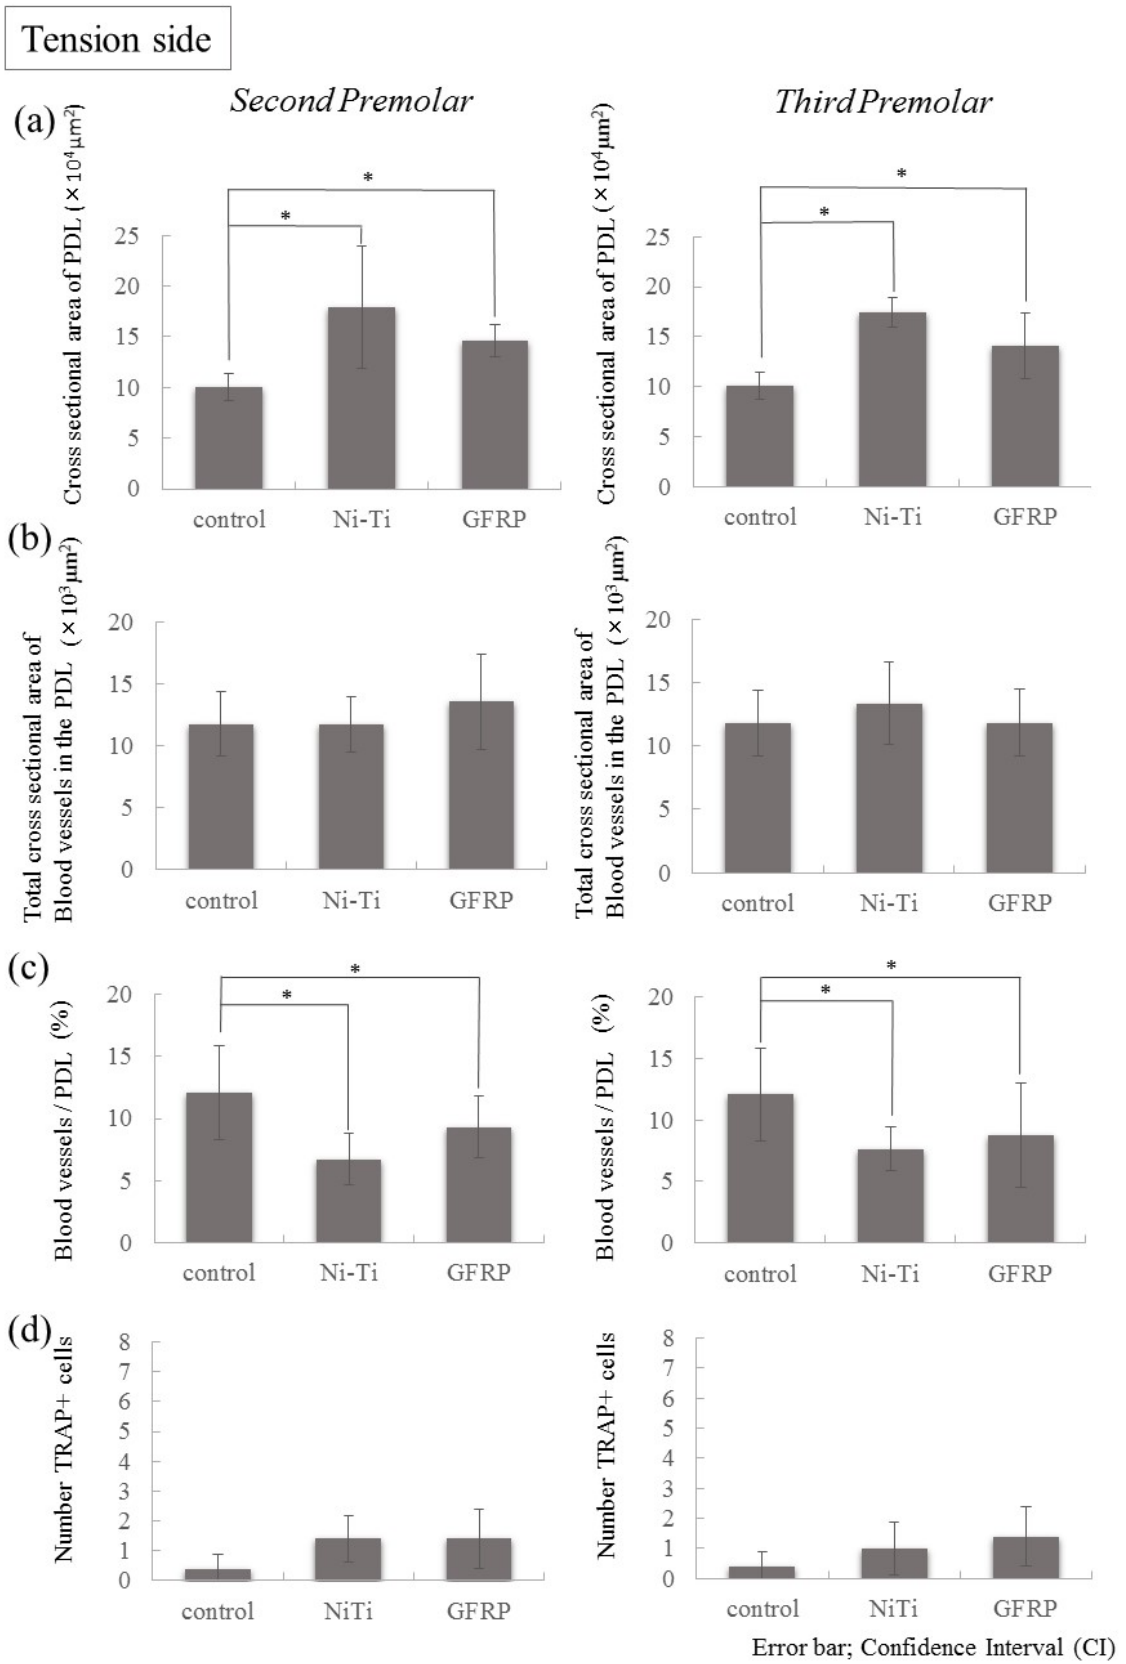 Tension side
Second Premolar
Third Premolar
(a)
Cross sectional area of PDL (×10⁴μm²)
*
*
25
20
15
10
5
0
control Ni-Ti GFRP
Cross sectional area of PDL (×10⁴μm²)
*
*
25
20
15
10
5
0
control Ni-Ti GFRP
(b)
Total cross sectional area of
Blood vessels in the PDL (×10³μm²)
20
15
10
5
0
control Ni-Ti GFRP
Total cross sectional area of
Blood vessels in the PDL (×10³μm²)
20
15
10
5
0
control Ni-Ti GFRP
(c)
Blood vessels / PDL (%)
*
*
20
15
10
5
0
control Ni-Ti GFRP
Blood vessels / PDL (%)
*
*
20
15
10
5
0
control Ni-Ti GFRP
(d)
Number TRAP+ cells
8
7
6
5
4
3
2
1
0
control NiTi GFRP
Number TRAP+ cells
8
7
6
5
4
3
2
1
0
control NiTi GFRP
Error bar; Confidence Interval (CI)